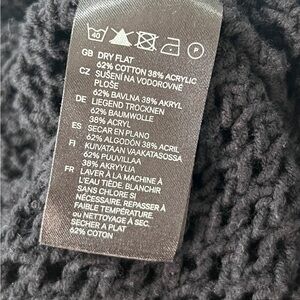 40 P
GB DRY FLAT
62% COTTON 38% ACRYLIC
CZ SUŠENÍ NA VODOROVNÉ
PLOŠE
62% BAVLNA 38% AKRYL
DE LIEGEND TROCKNEN
62% BAUMWOLLE
38% AKRYL
ES SECAR EN PLANO
62% ALGODÓN 38% ACRIL
FI KUIVATAAN VAAKATASOSSA
62% PUUVILLAA
38% AKRYYLIA
FR LAVER À LA MACHINE À
L'EAU TIÈDE. BLANCHIR
SANS CHLORE SI
NÉCESSAIRE. REPASSER À
FAIBLE TEMPÉRATURE
OU NETTOYAGE À SEC.
SÉCHER À PLAT
62% COTON